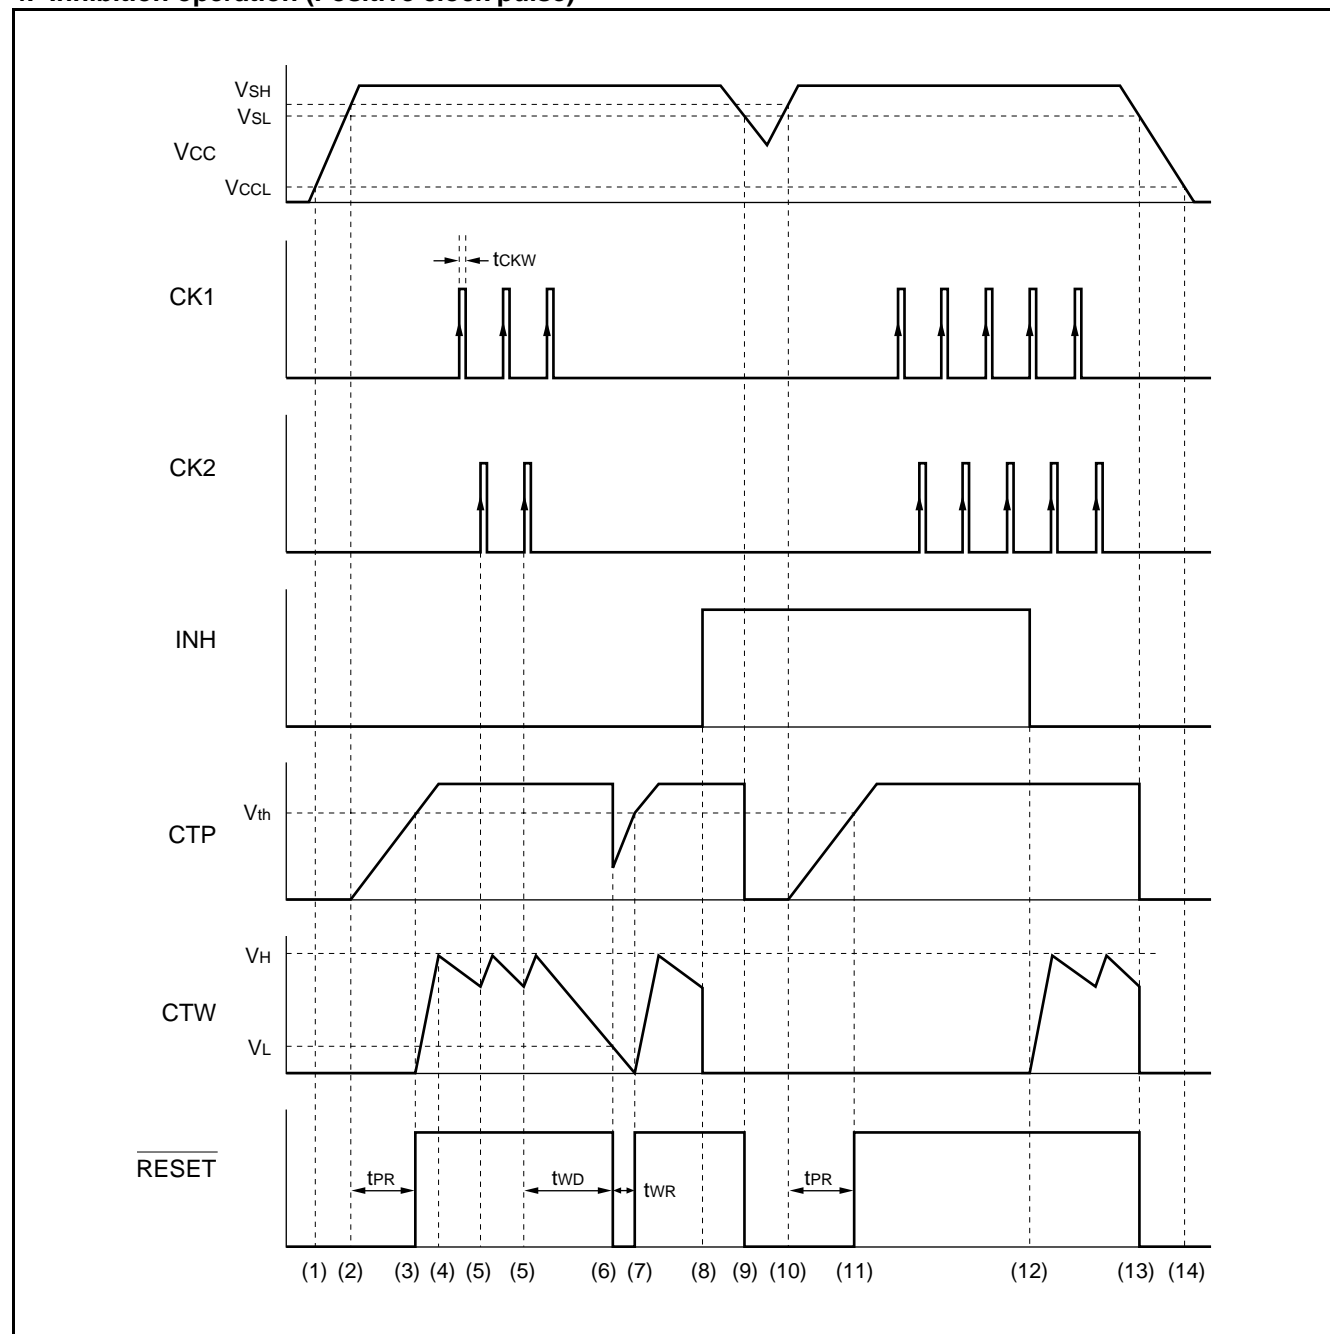 4. Inhibition operation (Positive clock pulse)
VSH
VSL
VCC
VCCL
tCKW
CK1
CK2
INH
Vth
CTP
VH
CTW
VL
RESET
tPR
tWD
tWR
tPR
(1) (2) (3) (4) (5) (5) (6) (7) (8) (9) (10) (11) (12) (13) (14)